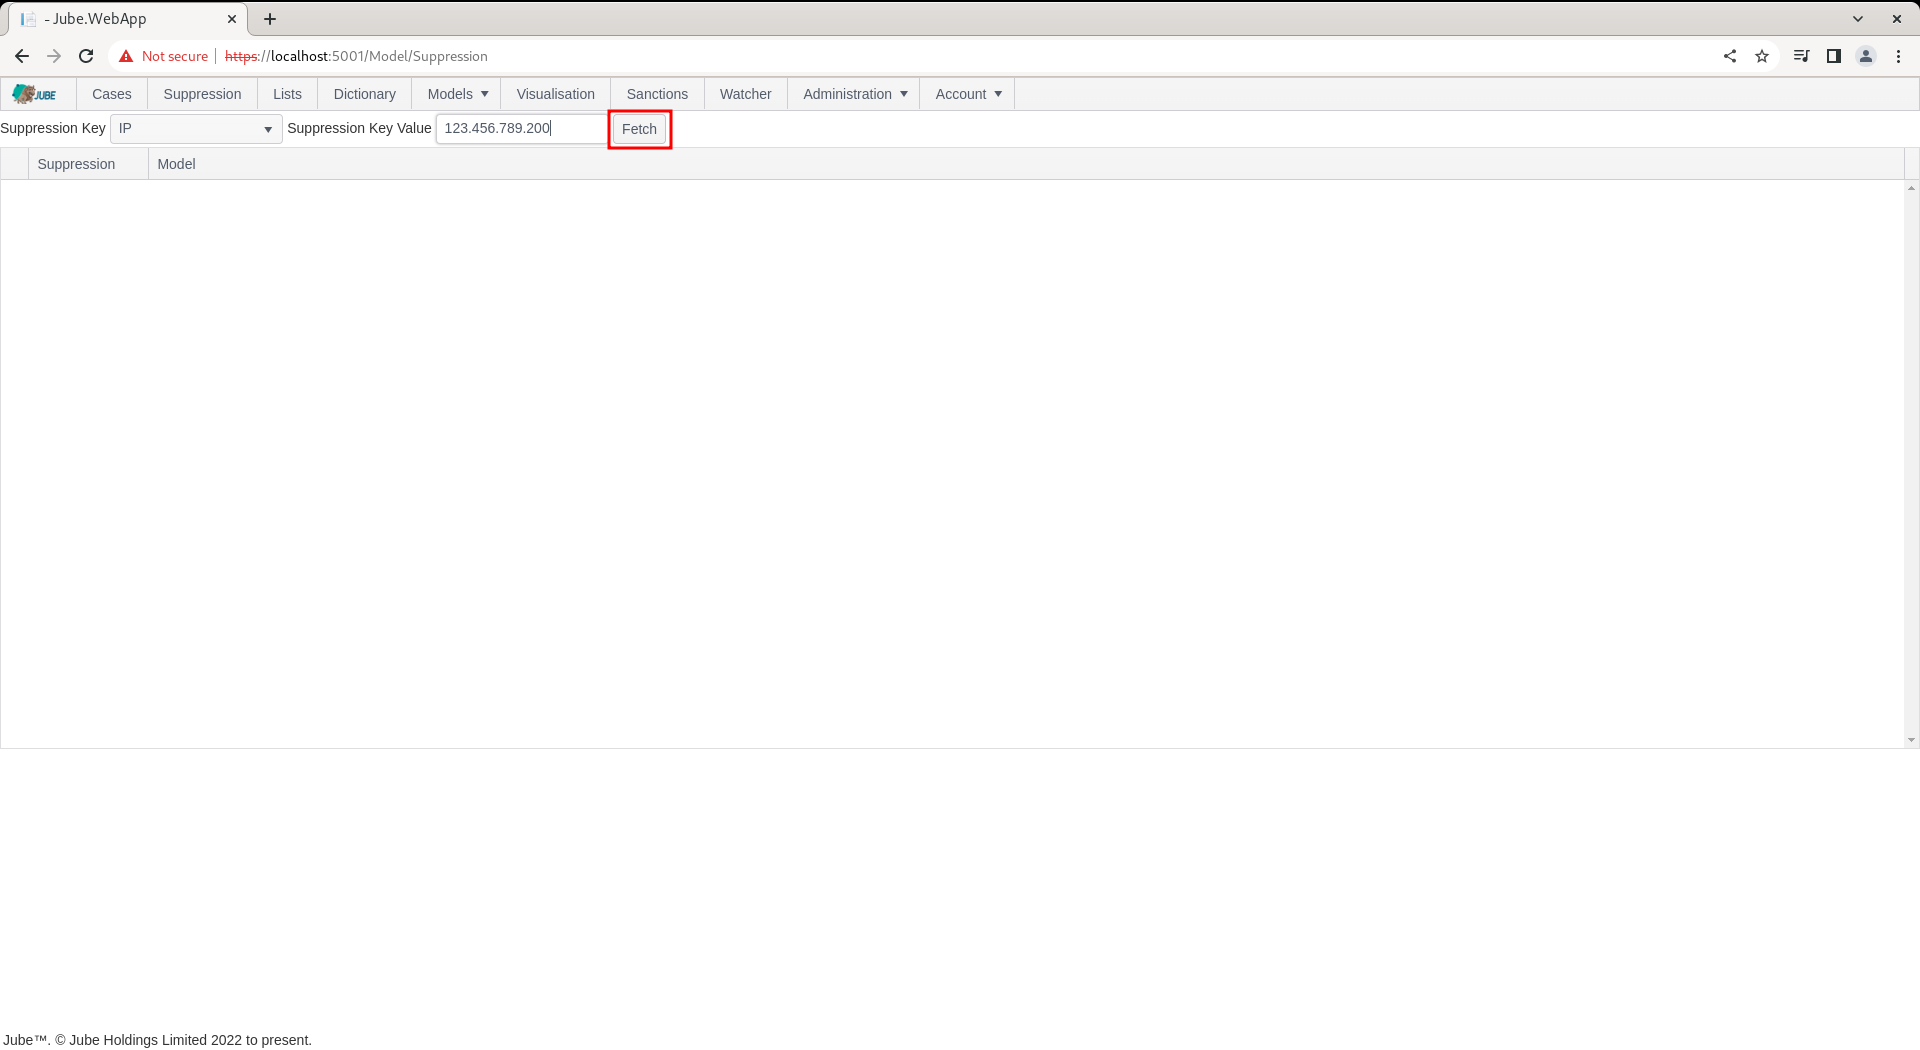 - Jube.WebApp
Not secure https://localhost:5001/Model/Suppression
JUBE Cases Suppression Lists Dictionary Models Visualisation Sanctions Watcher Administration Account
Suppression Key IP Suppression Key Value 123.456.789.200 Fetch
Suppression Model
Jube™. © Jube Holdings Limited 2022 to present.